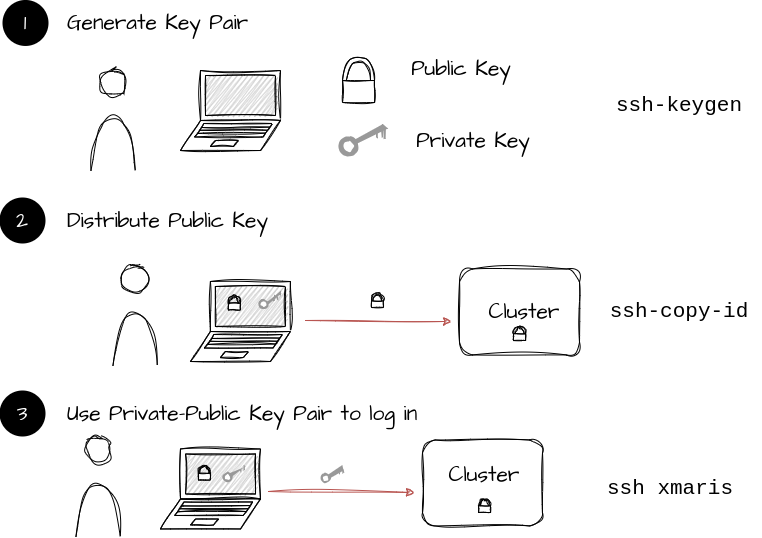 1 Generate Key Pair
Public Key
ssh-keygen
Private Key
2 Distribute Public Key
Cluster
ssh-copy-id
3 Use Private-Public Key Pair to log in
Cluster
ssh xmaris